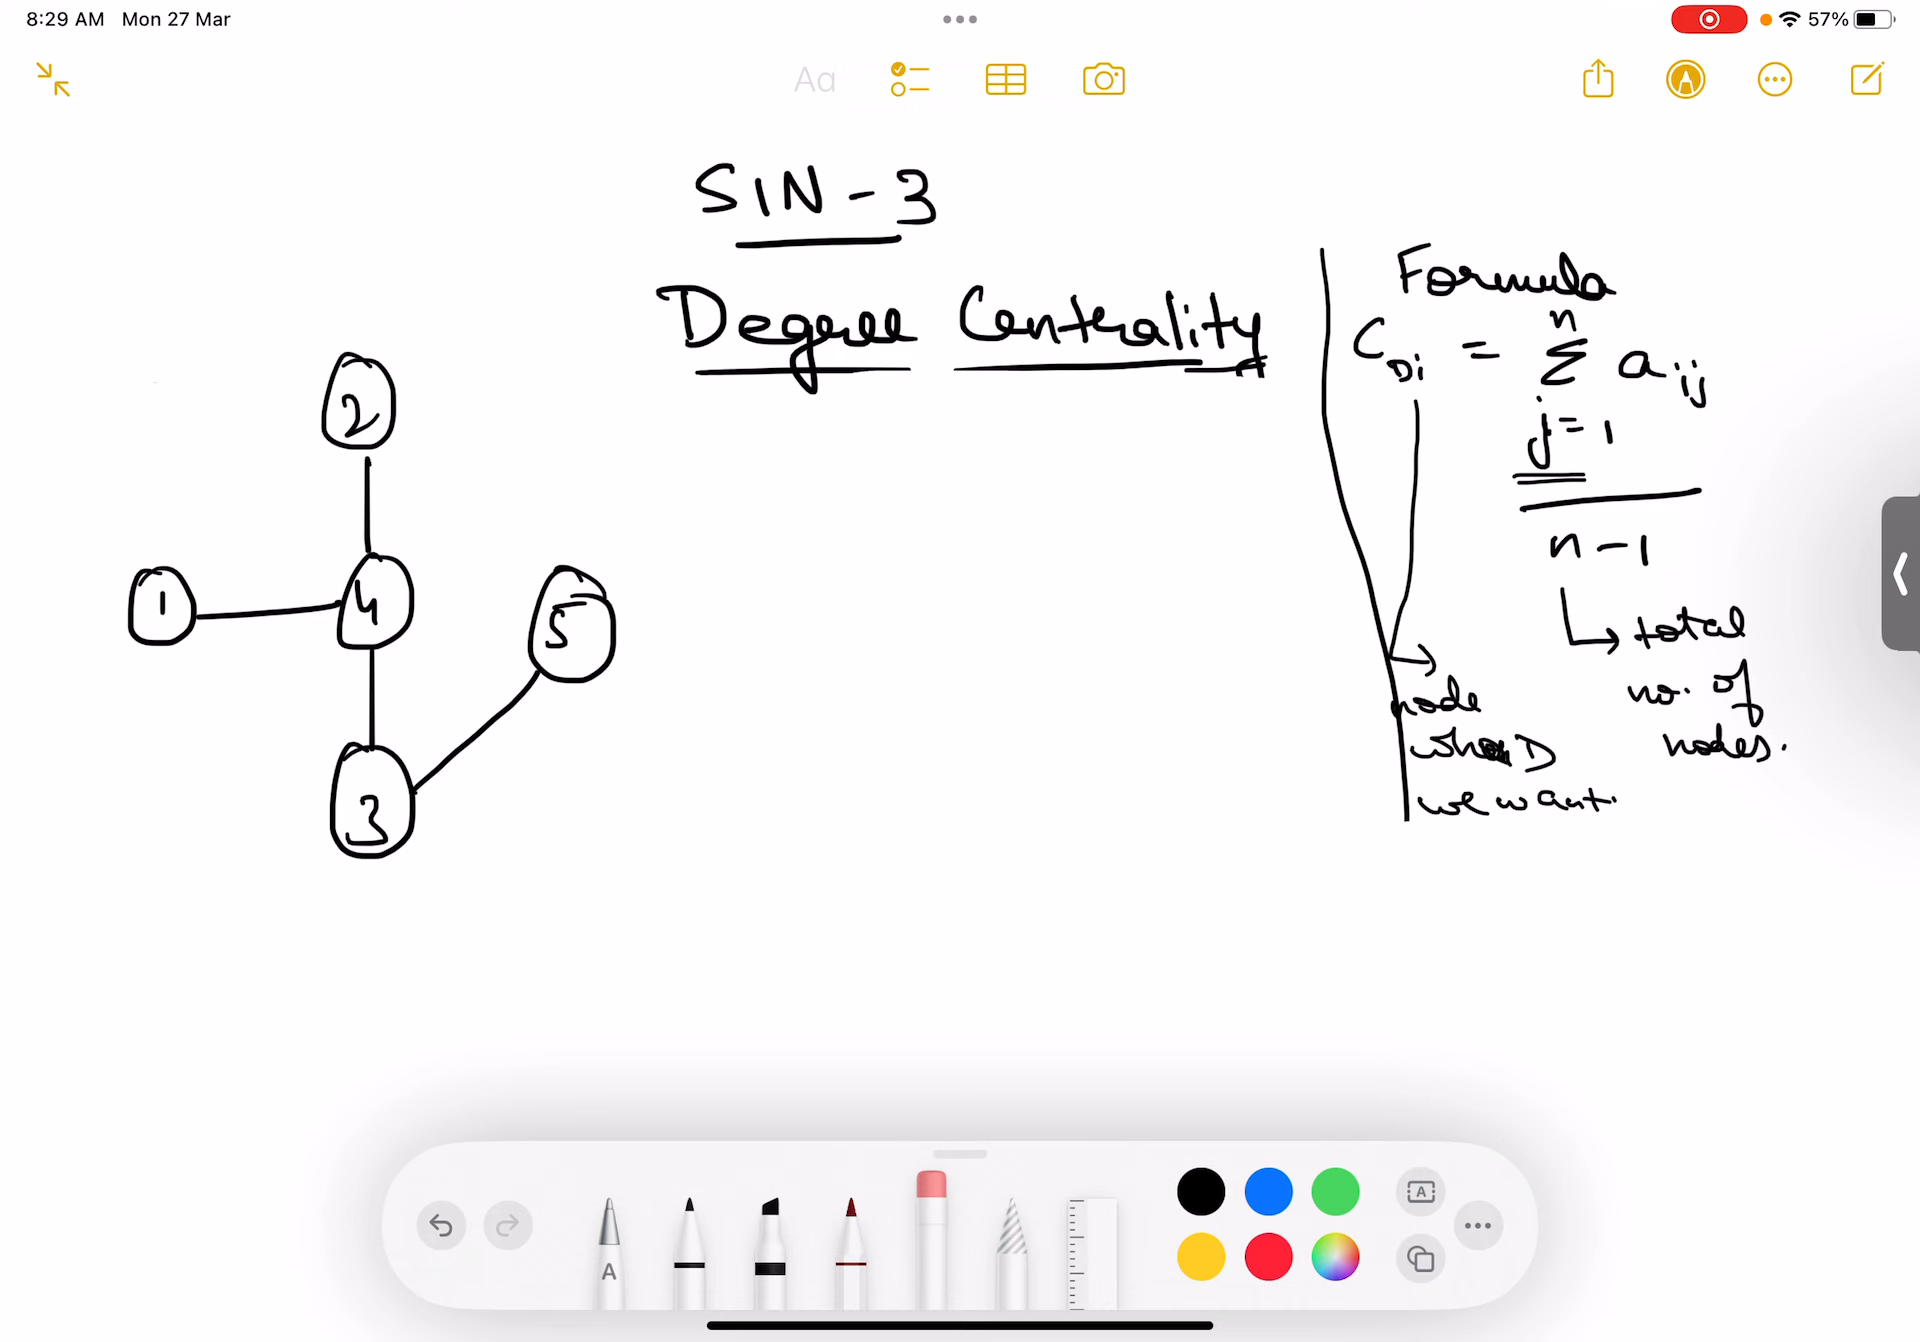 8:29 AM Mon 27 Mar
57%
Aa
SIN-3
Degree Centrality
Formula
C_Di = n Σ j=1 a_ij
n-1
total
no. of
nodes.
node
we want.
2
1
4
5
3
A
A